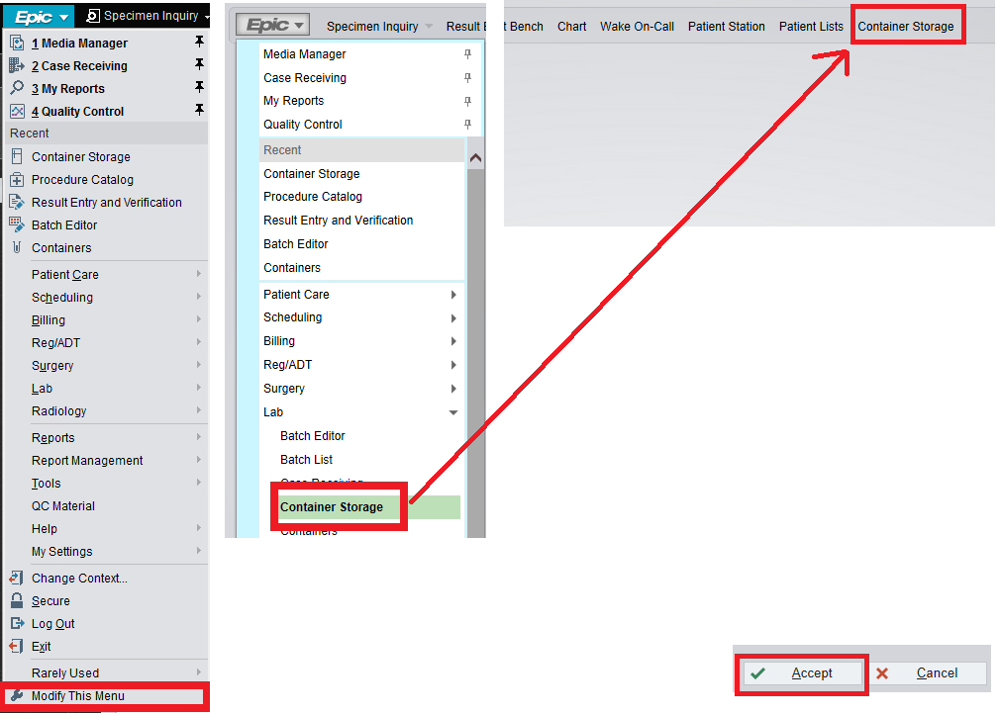 Epic
Specimen Inquiry
1 Media Manager
2 Case Receiving
3 My Reports
4 Quality Control
Recent
Container Storage
Procedure Catalog
Result Entry and Verification
Batch Editor
Containers
Patient Care
Scheduling
Billing
Reg/ADT
Surgery
Lab
Radiology
Reports
Report Management
Tools
QC Material
Help
My Settings
Change Context...
Secure
Log Out
Exit
Rarely Used
Modify This Menu
Epic
Specimen Inquiry
Result E
Media Manager
Case Receiving
My Reports
Quality Control
Recent
Container Storage
Procedure Catalog
Result Entry and Verification
Batch Editor
Containers
Patient Care
Scheduling
Billing
Reg/ADT
Surgery
Lab
Batch Editor
Batch List
Case Receiving
Container Storage
Containers
t Bench
Chart
Wake On-Call
Patient Station
Patient Lists
Container Storage
Accept
Cancel